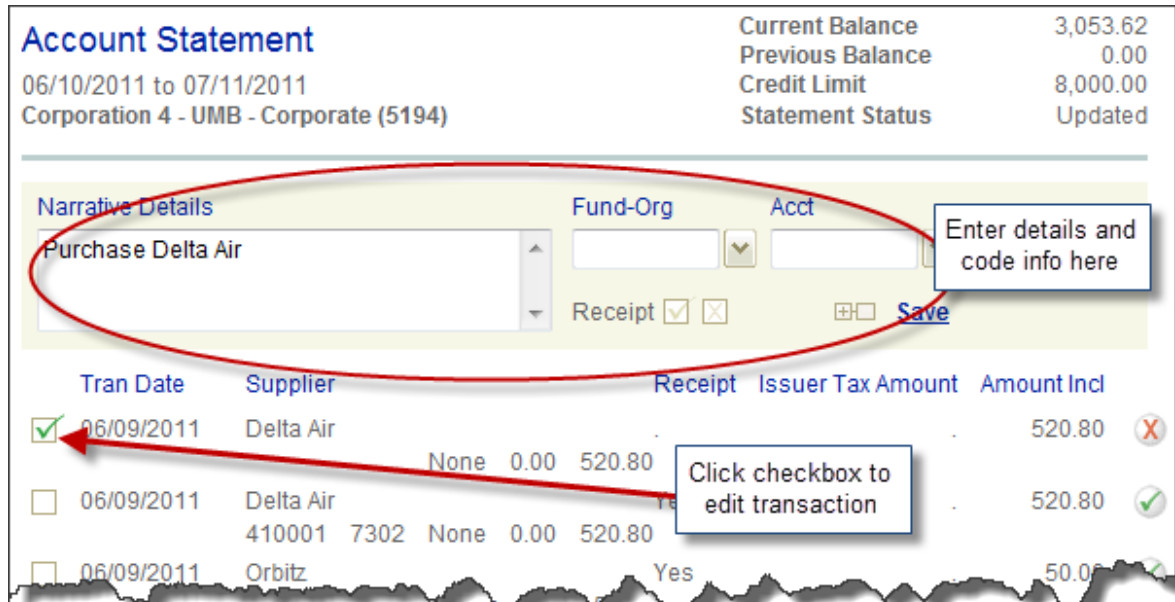 Account Statement
06/10/2011 to 07/11/2011
Corporation 4 - UMB - Corporate (5194)
Current Balance 3,053.62
Previous Balance 0.00
Credit Limit 8,000.00
Statement Status Updated
Narrative Details Fund-Org Acct
Purchase Delta Air
Enter details and
code info here
Receipt Save
Tran Date Supplier Receipt Issuer Tax Amount Amount Incl
06/09/2011 Delta Air . . 520.80
None 0.00 520.80
Click checkbox to
edit transaction
06/09/2011 Delta Air . 520.80
410001 7302 None 0.00 520.80
06/09/2011 Orbitz Yes 50.00